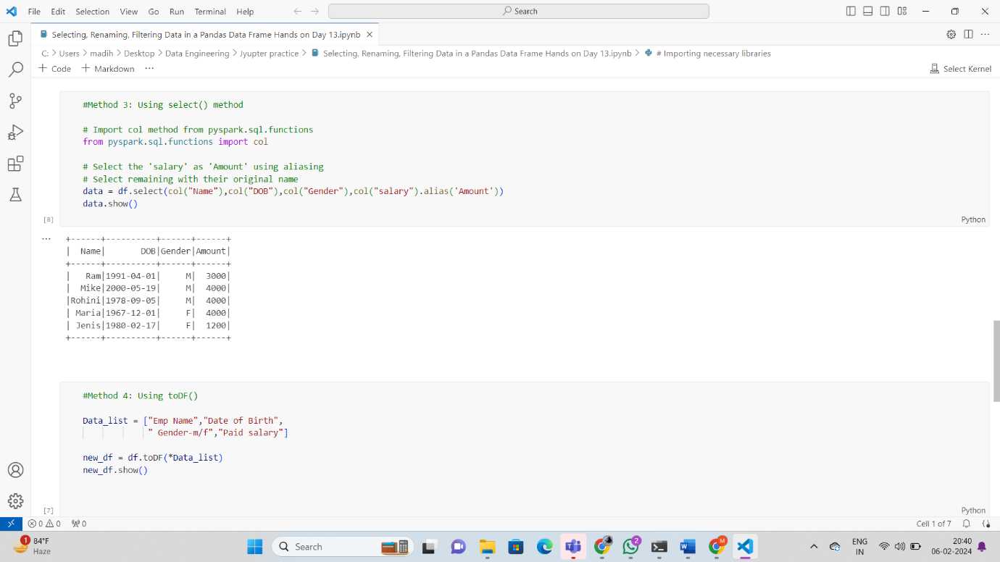 File Edit Selection View Go Run Terminal Help
Search
Selecting, Renaming, Filtering Data in a Pandas Data Frame Hands on Day 13.ipynb
C: > Users > madih > Desktop > Data Engineering > Jyupter practice > Selecting, Renaming, Filtering Data in a Pandas Data Frame Hands on Day 13.ipynb > # Importing necessary libraries
+ Code + Markdown ...
Select Kernel
#Method 3: Using select() method
# Import col method from pyspark.sql.functions
from pyspark.sql.functions import col
# Select the 'salary' as 'Amount' using aliasing
# Select remaining with their original name
data = df.select(col("Name"),col("DOB"),col("Gender"),col("salary").alias('Amount'))
data.show()
[8]
Python
...
+------+----------+------+------+
|  Name|       DOB|Gender|Amount|
+------+----------+------+------+
|   Ram|1991-04-01|     M|  3000|
|  Mike|2000-05-19|     M|  4000|
|Rohini|1978-09-05|     M|  4000|
| Maria|1967-12-01|     F|  4000|
| Jenis|1980-02-17|     F|  1200|
+------+----------+------+------+
#Method 4: Using toDF()
Data_list = ["Emp Name","Date of Birth",
" Gender-m/f","Paid salary"]
new_df = df.toDF(*Data_list)
new_df.show()
[7]
Python
0 0 0
Cell 1 of 7
1
84°F
Haze
Search
2
M
ENG
IN
20:40
06-02-2024